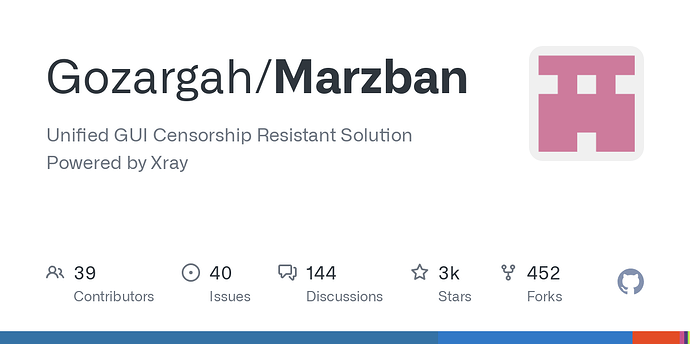 Gozargah/Marzban
Unified GUI Censorship Resistant Solution
Powered by Xray
39 40 144 3k 452
Contributors Issues Discussions Stars Forks